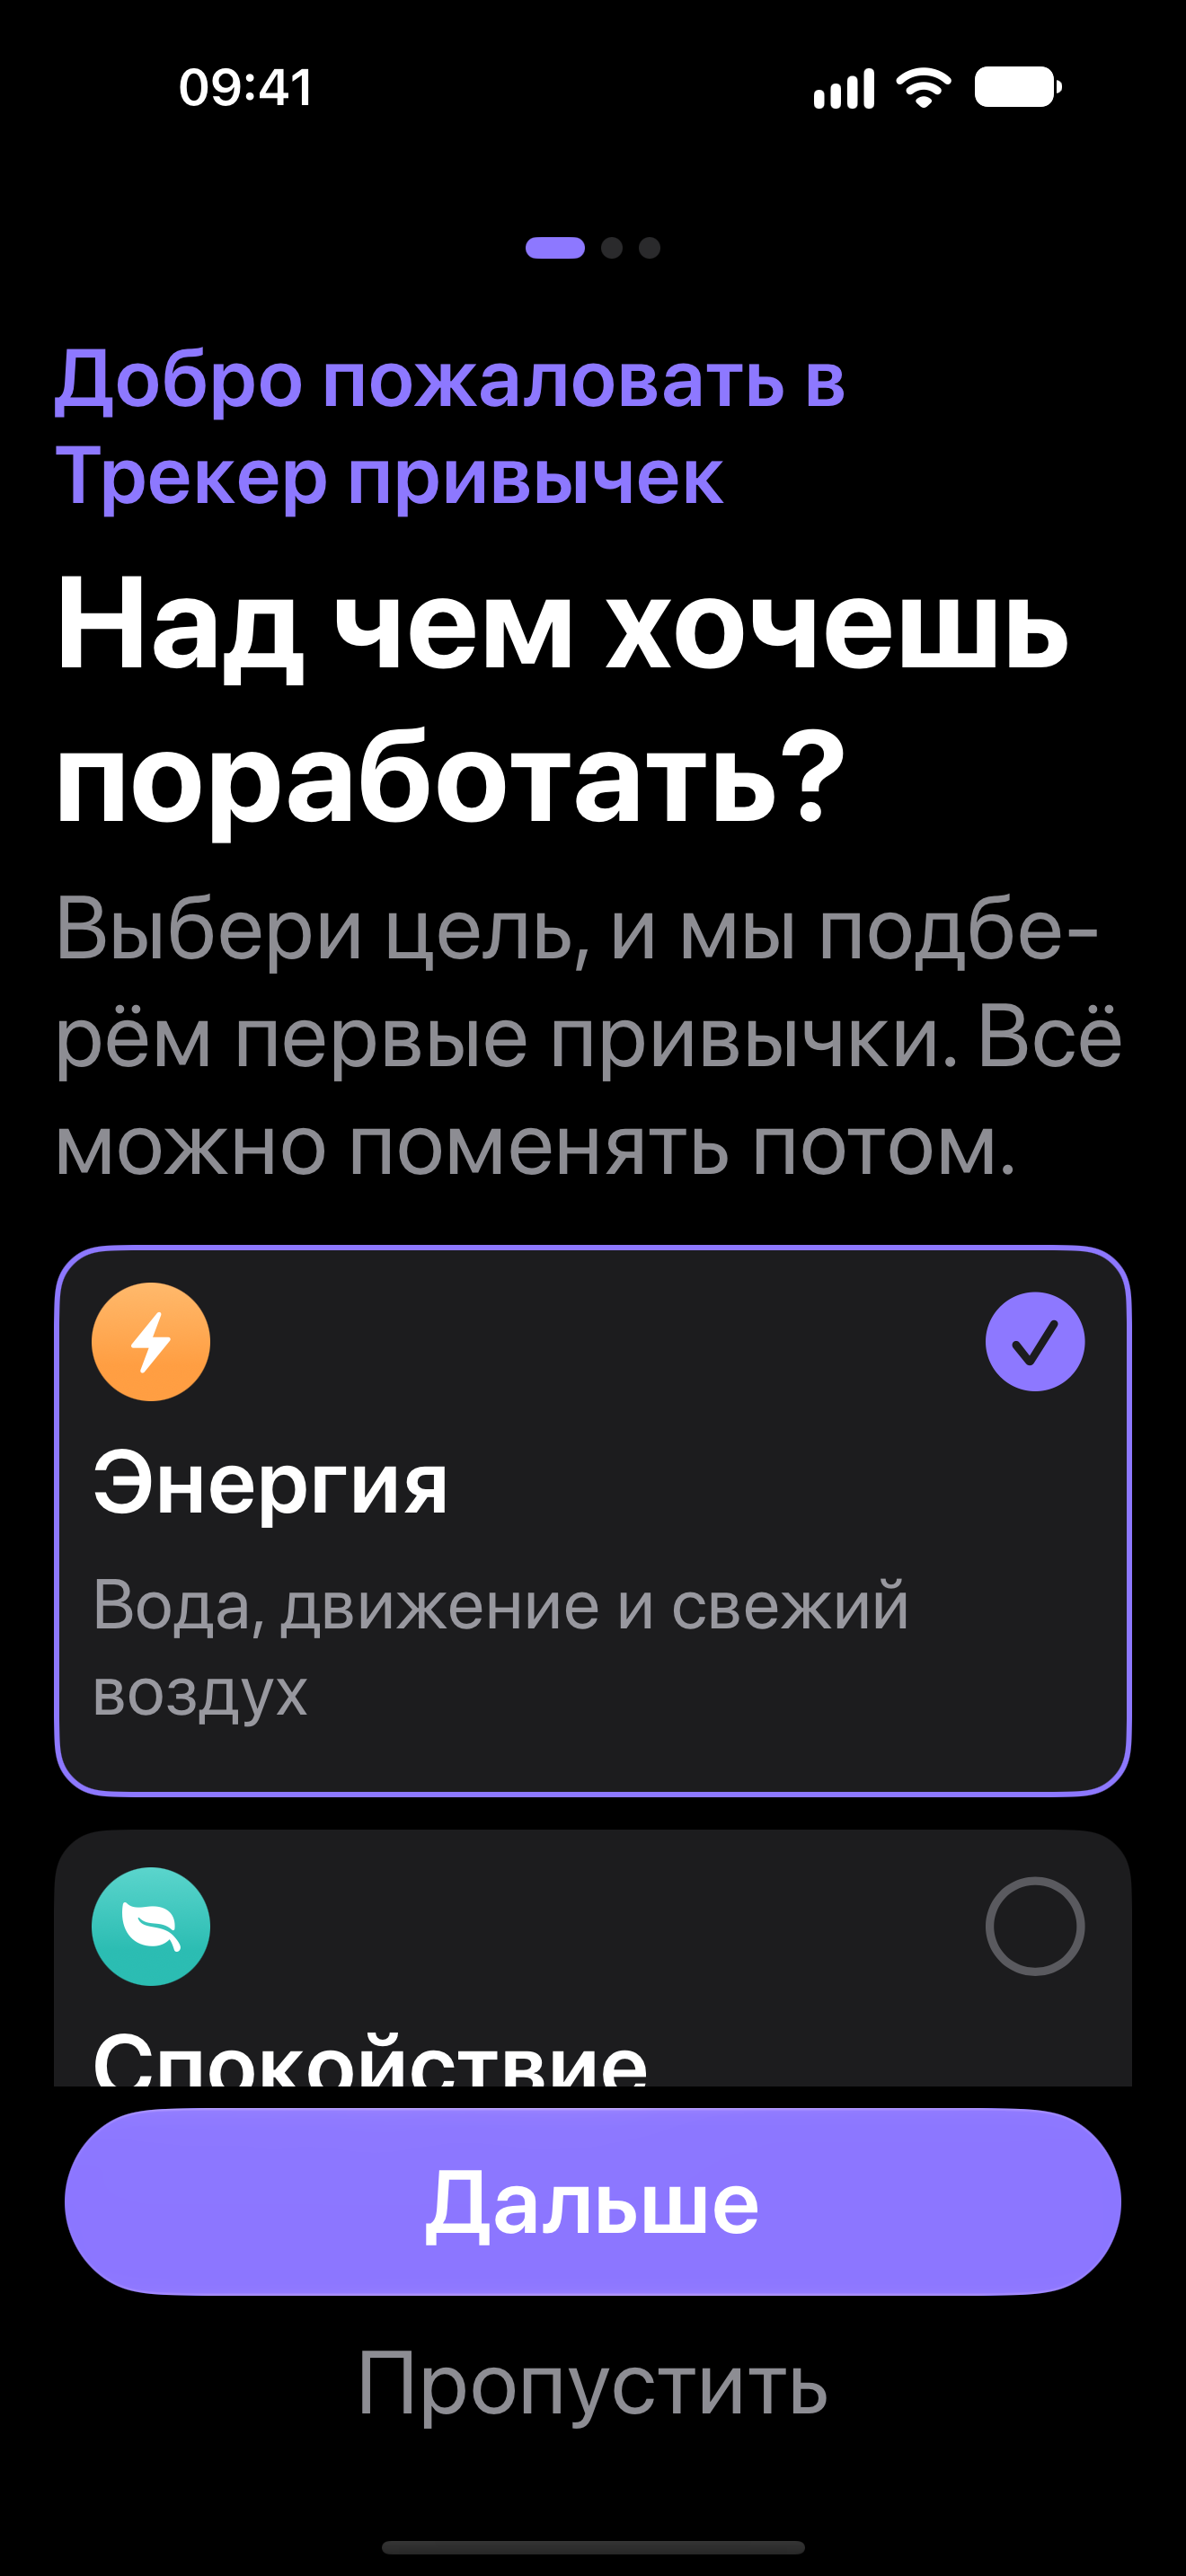 09:41
Добро пожаловать в
Трекер привычек
Над чем хочешь
поработать?
Выбери цель, и мы подбе-
рём первые привычки. Всё
можно поменять потом.
Энергия
Вода, движение и свежий
воздух
Спокойствие
Дальше
Пропустить